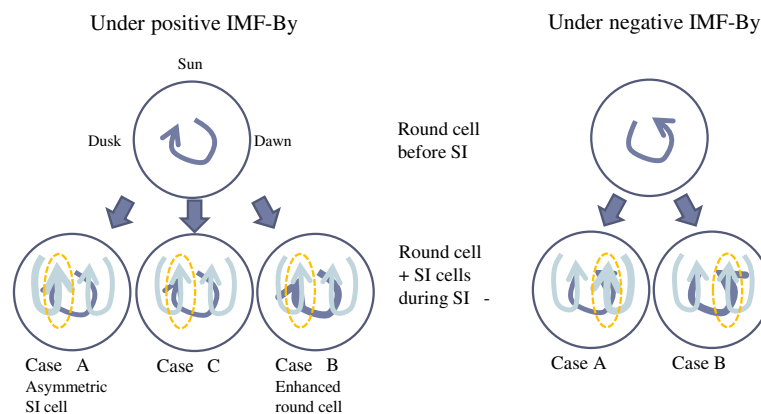 Under positive IMF-By
Under negative IMF-By
Sun
Dusk
Dawn
Round cell
before SI
Round cell
+ SI cells
during SI -
Case A
Asymmetric
SI cell
Case C
Case B
Enhanced
round cell
Case A
Case B